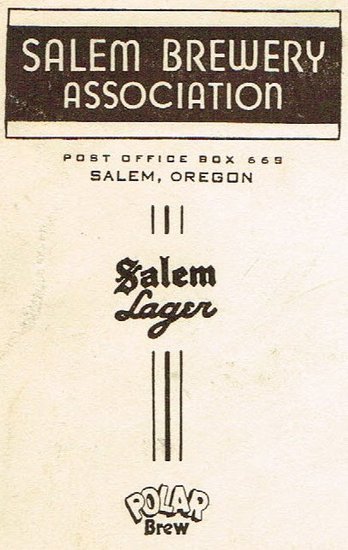 SALEM BREWERY
ASSOCIATION
POST OFFICE BOX 669
SALEM, OREGON
Salem
Lager
POLAR
Brew